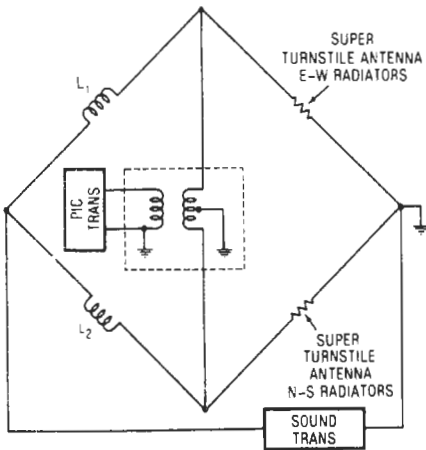 SUPER
TURNSTILE ANTENNA
E-W RADIATORS
L1
PIC
TRANS
L2
SUPER
TURNSTILE
ANTENNA
N-S RADIATORS
SOUND
TRANS